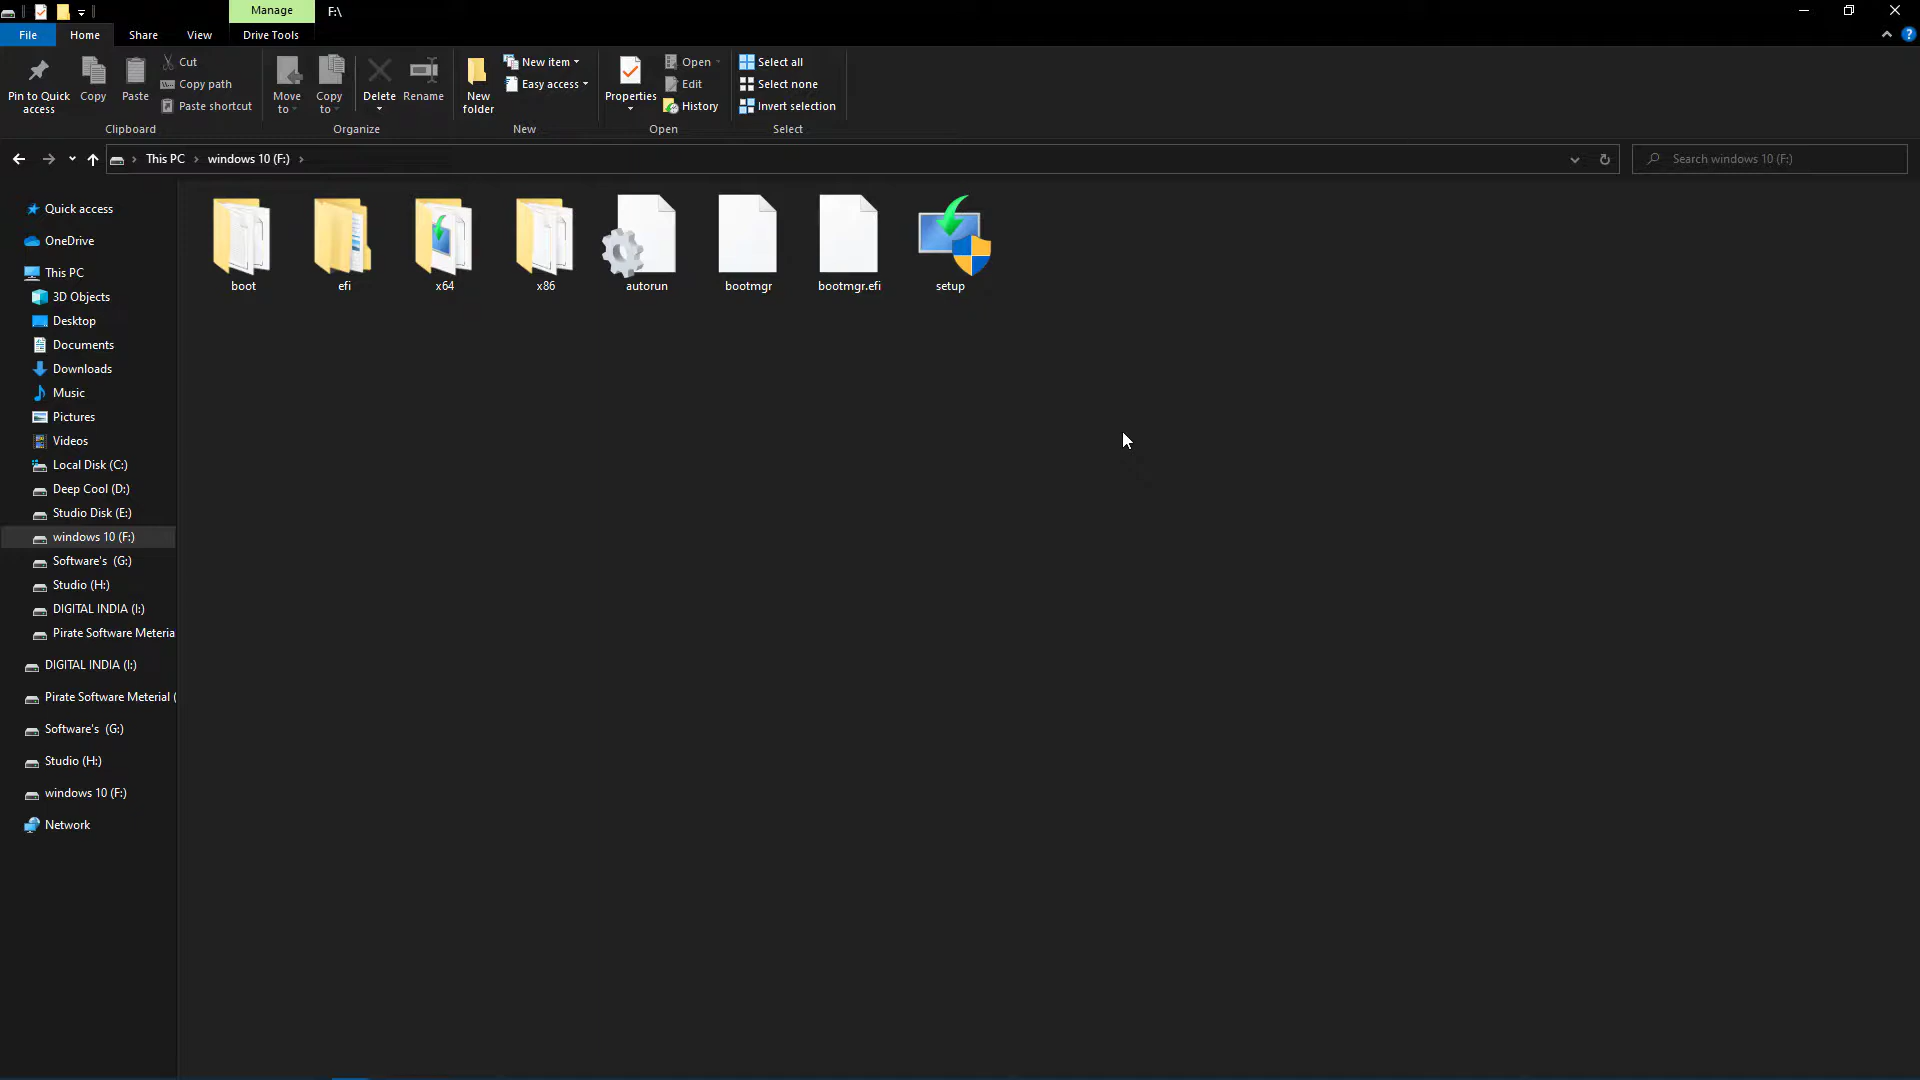 Manage
F:\
File
Home
Share
View
Drive Tools
Pin to Quick
access
Copy
Paste
Cut
Copy path
Paste shortcut
Clipboard
Move
to
Copy
to
Delete
Rename
Organize
New
folder
New item
Easy access
New
Properties
Open
Edit
History
Open
Select all
Select none
Invert selection
Select
This PC
windows 10 (F:)
Search windows 10 (F:)
Quick access
OneDrive
This PC
3D Objects
Desktop
Documents
Downloads
Music
Pictures
Videos
Local Disk (C:)
Deep Cool (D:)
Studio Disk (E:)
windows 10 (F:)
Software's (G:)
Studio (H:)
DIGITAL INDIA (I:)
Pirate Software Meteria
DIGITAL INDIA (I:)
Pirate Software Meterial (
Software's (G:)
Studio (H:)
windows 10 (F:)
Network
boot
efi
x64
x86
autorun
bootmgr
bootmgr.efi
setup